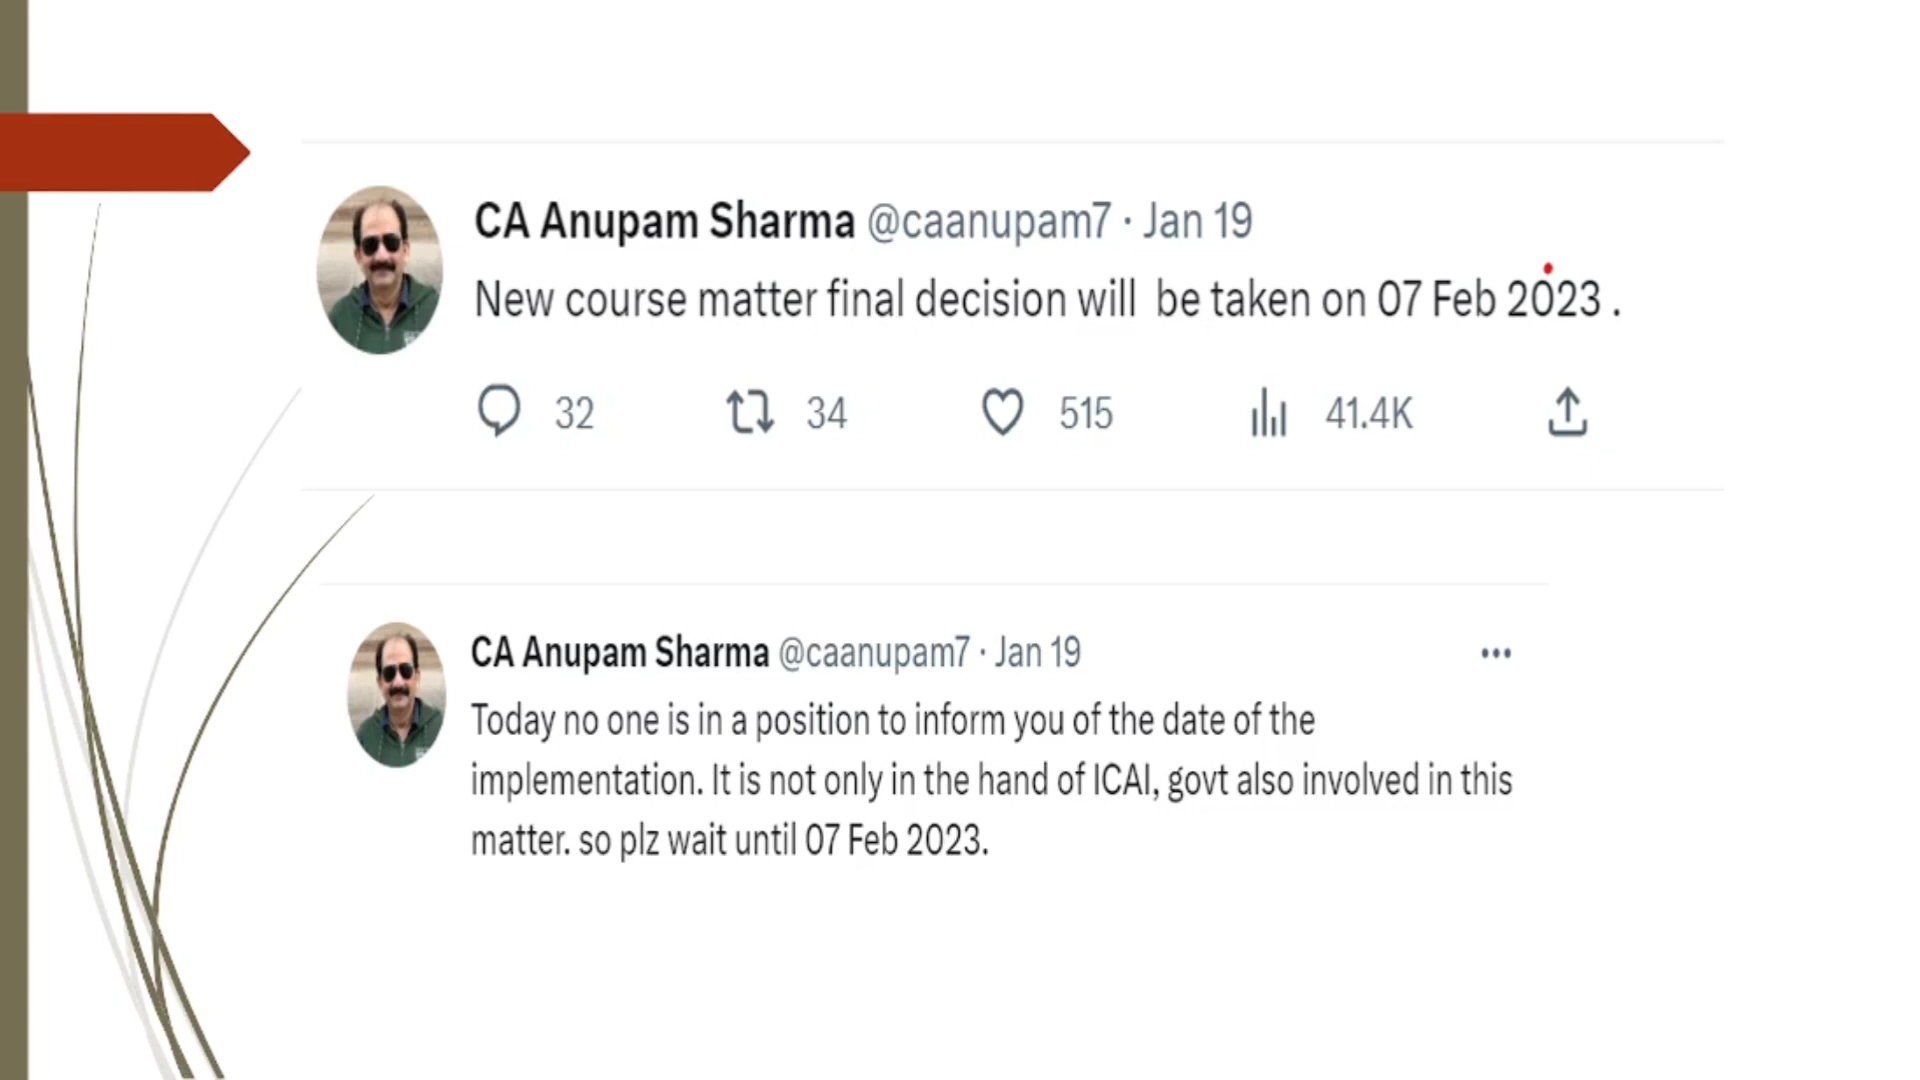 CA Anupam Sharma @caanupam7 · Jan 19
New course matter final decision will be taken on 07 Feb 2023 .
32 34 515 41.4K
CA Anupam Sharma @caanupam7 · Jan 19
Today no one is in a position to inform you of the date of the
implementation. It is not only in the hand of ICAI, govt also involved in this
matter. so plz wait until 07 Feb 2023.